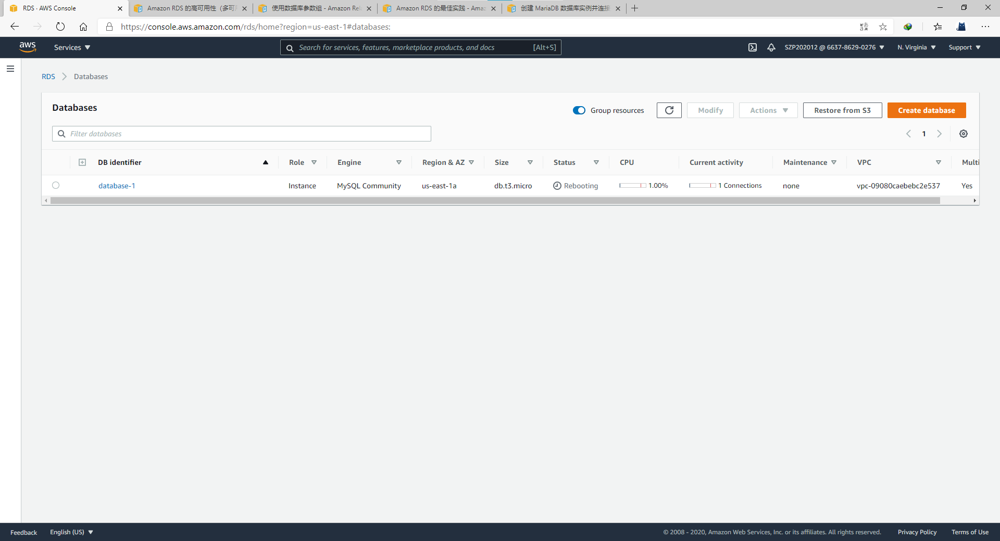 RDS · AWS Console
Amazon RDS 的高可用性（多可用
使用数据库参数组 - Amazon Rel
Amazon RDS 的最佳实践 - Amaz
创建 MariaDB 数据库实例并连接
https://console.aws.amazon.com/rds/home?region=us-east-1#databases:
aws
Services
Search for services, features, marketplace products, and docs
[Alt+S]
SZP202012 @ 6637-8629-0276
N. Virginia
Support
RDS
Databases
Databases
Group resources
Modify
Actions
Restore from S3
Create database
Filter databases
1
DB identifier
Role
Engine
Region & AZ
Size
Status
CPU
Current activity
Maintenance
VPC
Multi
database-1
Instance
MySQL Community
us-east-1a
db.t3.micro
Rebooting
1.00%
1 Connections
none
vpc-09080caebebc2e537
Yes
Feedback
English (US)
© 2008 - 2020, Amazon Web Services, Inc. or its affiliates. All rights reserved.
Privacy Policy
Terms of Use